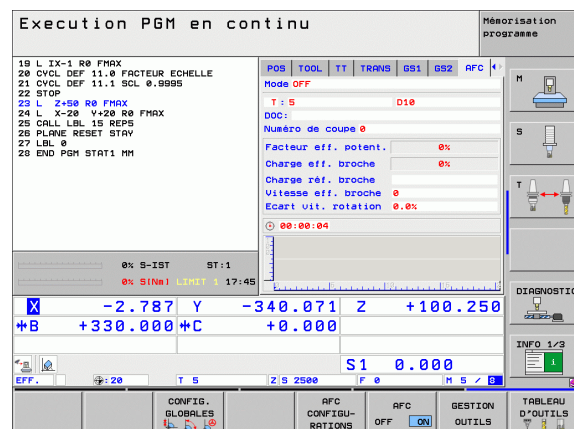 Execution PGM en continu
Mémorisation
programme
19 L IX-1 R0 FMAX
20 CYCL DEF 11.0 FACTEUR ECHELLE
21 CYCL DEF 11.1 SCL 0.9995
22 STOP
23 L Z+50 R0 FMAX
24 L X-20 Y+20 R0 FMAX
25 CALL LBL 15 REP5
26 PLANE RESET STAY
27 LBL 0
28 END PGM STAT1 MM
0% S-IST ST:1
0% S[Nm] LIMIT 1 17:45
POS TOOL TT TRANS GS1 GS2 AFC
Mode OFF
T : 5 D10
DOC:
Numéro de coupe 0
Facteur eff. potent. 0%
Charge eff. broche 0%
Charge réf. broche
Vitesse eff. broche 0
Ecart vit. rotation 0.0%
00:00:04
X -2.787 Y -340.071 Z +100.250
B +330.000 C +0.000
S1 0.000
EFF. :20 T 5 Z S 2500 F 0 M 5 / 8
M
S
T
DIAGNOSTIC
INFO 1/3
CONFIG.
GLOBALES
AFC
CONFIGU-
RATIONS
AFC
OFF ON
GESTION
OUTILS
TABLEAU
D'OUTILS